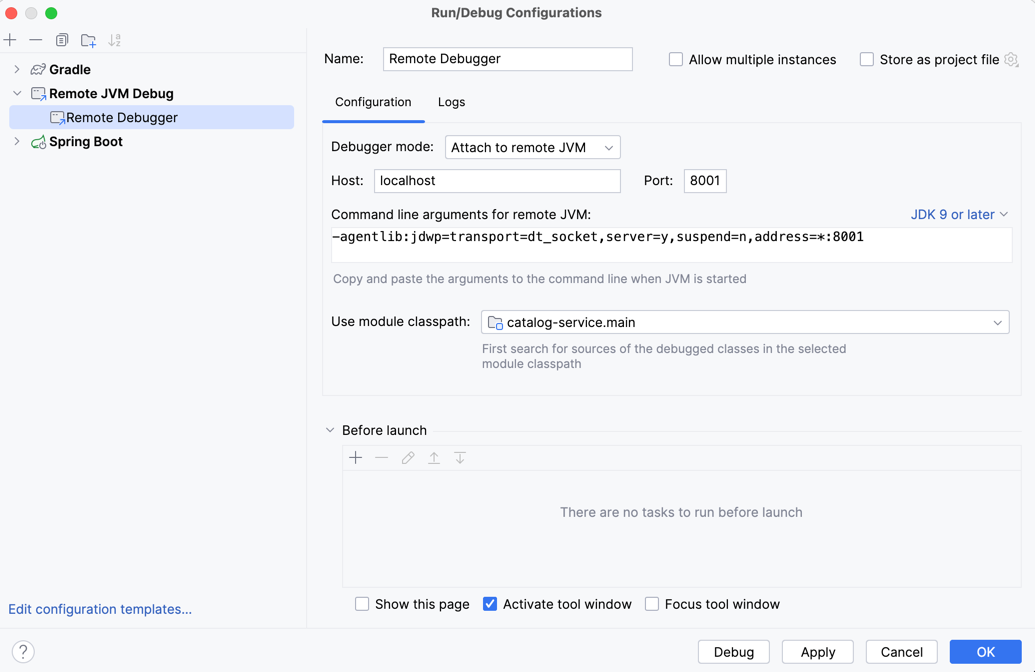 Run/Debug Configurations
Gradle
Remote JVM Debug
Remote Debugger
Spring Boot
Edit configuration templates...
?
Name: Remote Debugger Allow multiple instances Store as project file
Configuration Logs
Debugger mode: Attach to remote JVM
Host: localhost Port: 8001
Command line arguments for remote JVM: JDK 9 or later
-agentlib:jdwp=transport=dt_socket,server=y,suspend=n,address=*:8001
Copy and paste the arguments to the command line when JVM is started
Use module classpath: catalog-service.main
First search for sources of the debugged classes in the selected
module classpath
Before launch
There are no tasks to run before launch
Show this page Activate tool window Focus tool window
Debug Apply Cancel OK